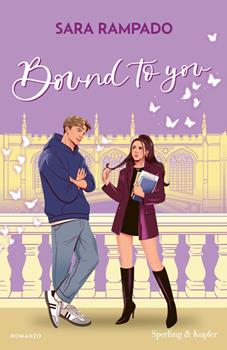 SARA RAMPADO
Bound to you
ROMANZO
Sperling & Kupfer